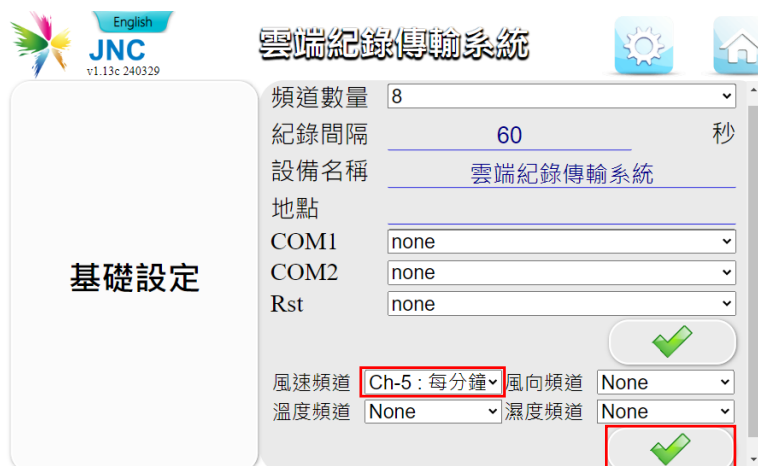 English
JNC
v1.13c 240329
雲端紀錄傳輸系統
基礎設定
頻道數量 8
紀錄間隔 60 秒
設備名稱 雲端紀錄傳輸系統
地點
COM1 none
COM2 none
Rst none
風速頻道 Ch-5 : 每分鐘 風向頻道 None
溫度頻道 None 濕度頻道 None